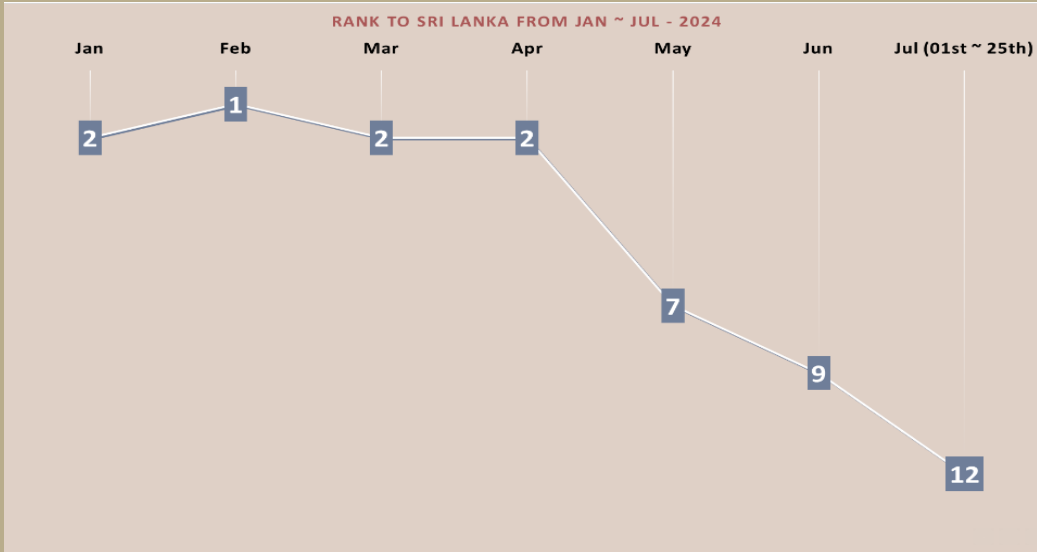 RANK TO SRI LANKA FROM JAN ~ JUL - 2024
Jan Feb Mar Apr May Jun Jul (01st ~ 25th)
1
2 2 2
7
9
12